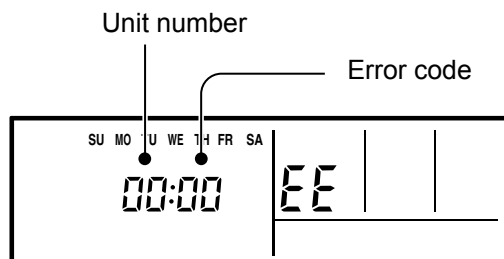 Unit number
Error code
SU MO TU WE TH FR SA
00:00 EE